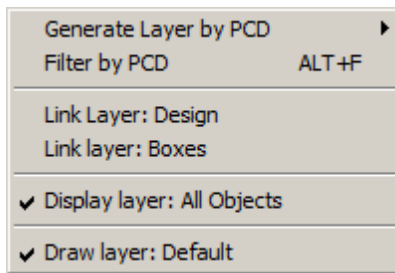 Generate Layer by PCD
Filter by PCD ALT+F
Link Layer: Design
Link layer: Boxes
Display layer: All Objects
Draw layer: Default